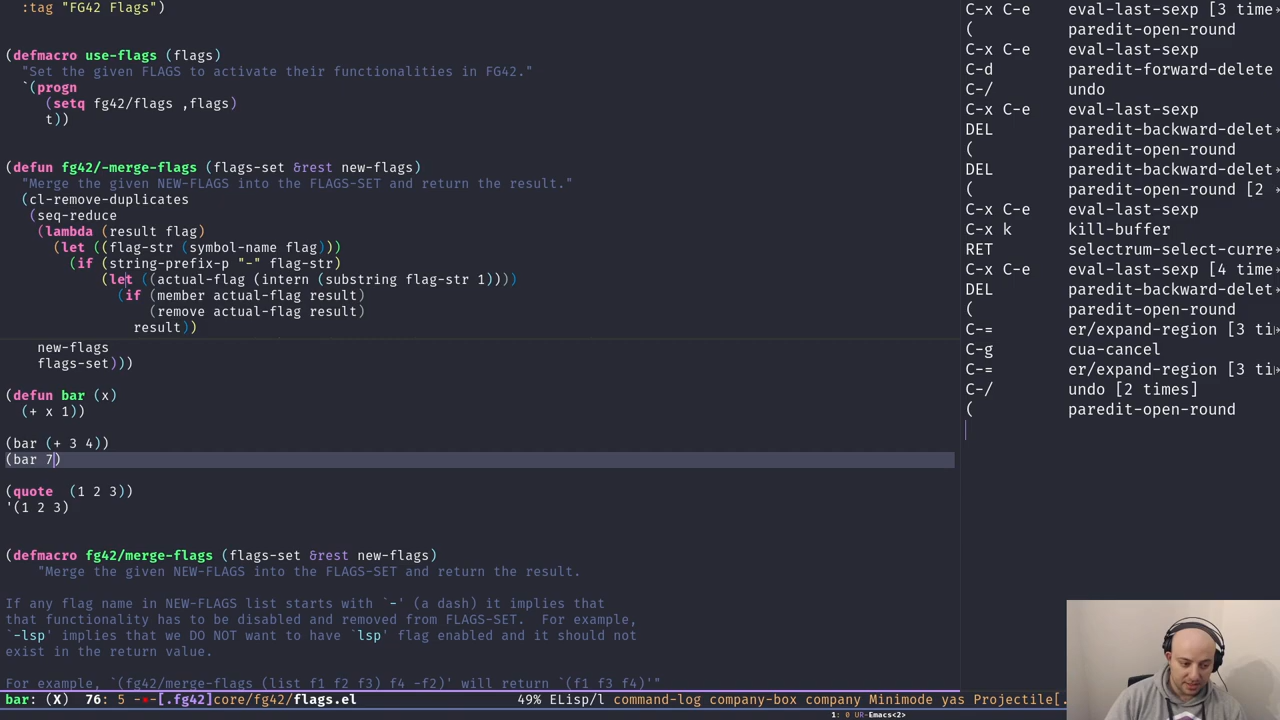 :tag "FG42 Flags")
(defmacro use-flags (flags)
"Set the given FLAGS to activate their functionalities in FG42."
`(progn
(setq fg42/flags ,flags)
t))
(defun fg42/-merge-flags (flags-set &rest new-flags)
"Merge the given NEW-FLAGS into the FLAGS-SET and return the result."
(cl-remove-duplicates
(seq-reduce
(lambda (result flag)
(let ((flag-str (symbol-name flag)))
(if (string-prefix-p "-" flag-str)
(let ((actual-flag (intern (substring flag-str 1))))
(if (member actual-flag result)
(remove actual-flag result)
result))
new-flags
flags-set)))
(defun bar (x)
(+ x 1))
(bar (+ 3 4))
(bar 7)
(quote  (1 2 3))
'(1 2 3)
(defmacro fg42/merge-flags (flags-set &rest new-flags)
"Merge the given NEW-FLAGS into the FLAGS-SET and return the result.
If any flag name in NEW-FLAGS list starts with `-' (a dash) it implies that
that functionality has to be disabled and removed from FLAGS-SET.  For example,
`-lsp' implies that we DO NOT want to have `lsp' flag enabled and it should not
exist in the return value.
For example, `(fg42/merge-flags (list f1 f2 f3) f4 -f2)' will return `(f1 f3 f4)'"
bar: (X)  76: 5 -*-[.fg42]core/fg42/flags.el 49% ELisp/l command-log company-box company Minimode yas Projectile[.
1: 0 UR-Emacs<2>
C-x C-e eval-last-sexp [3 time
( paredit-open-round
C-x C-e eval-last-sexp
C-d paredit-forward-delete
C-/ undo
C-x C-e eval-last-sexp
DEL paredit-backward-delet
( paredit-open-round
DEL paredit-backward-delet
( paredit-open-round [2
C-x C-e eval-last-sexp
C-x k kill-buffer
RET selectrum-select-curre
C-x C-e eval-last-sexp [4 time
DEL paredit-backward-delet
( paredit-open-round
C-= er/expand-region [3 ti
C-g cua-cancel
C-= er/expand-region [3 ti
C-/ undo [2 times]
( paredit-open-round